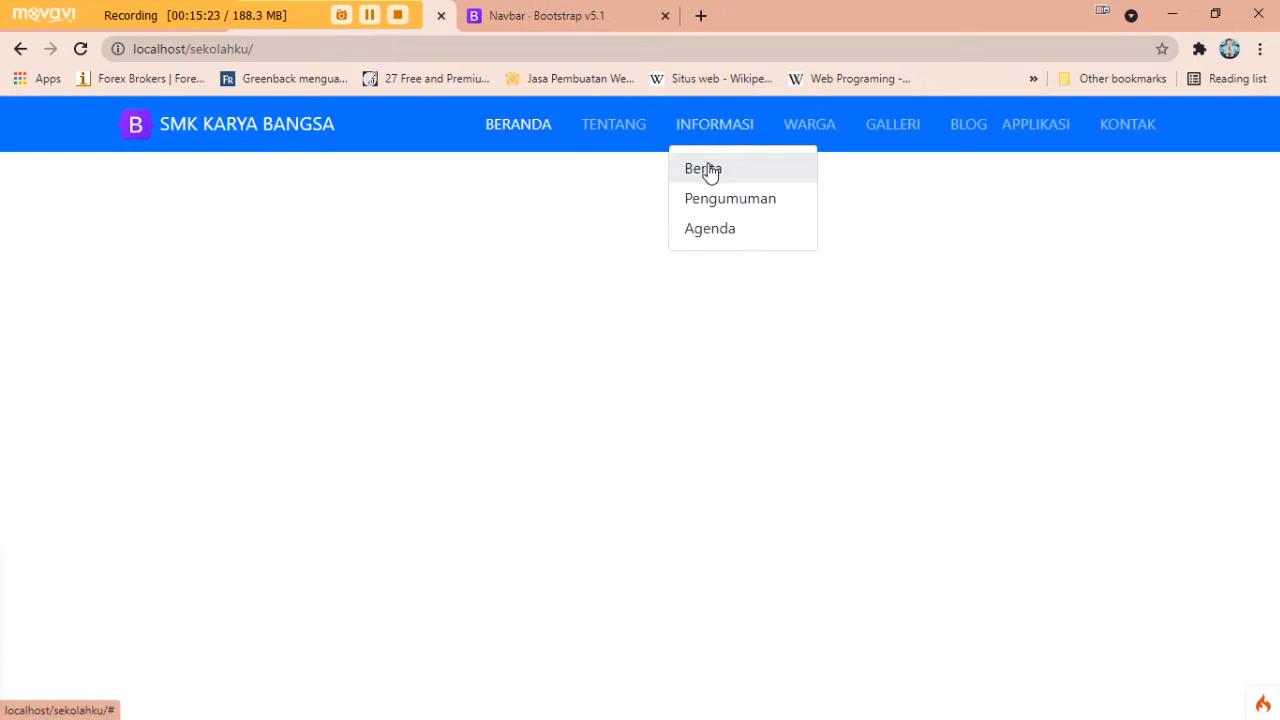 movavi Recording [00:15:23 / 188.3 MB] Navbar · Bootstrap v5.1
localhost/sekolahku/
Apps Forex Brokers | Fore... Greenback mengua... 27 Free and Premiu... Jasa Pembuatan We... Situs web - Wikipe... Web Programing -... » Other bookmarks Reading list
B SMK KARYA BANGSA BERANDA TENTANG INFORMASI WARGA GALLERI BLOG APPLIKASI KONTAK
Berita
Pengumuman
Agenda
localhost/sekolahku/#